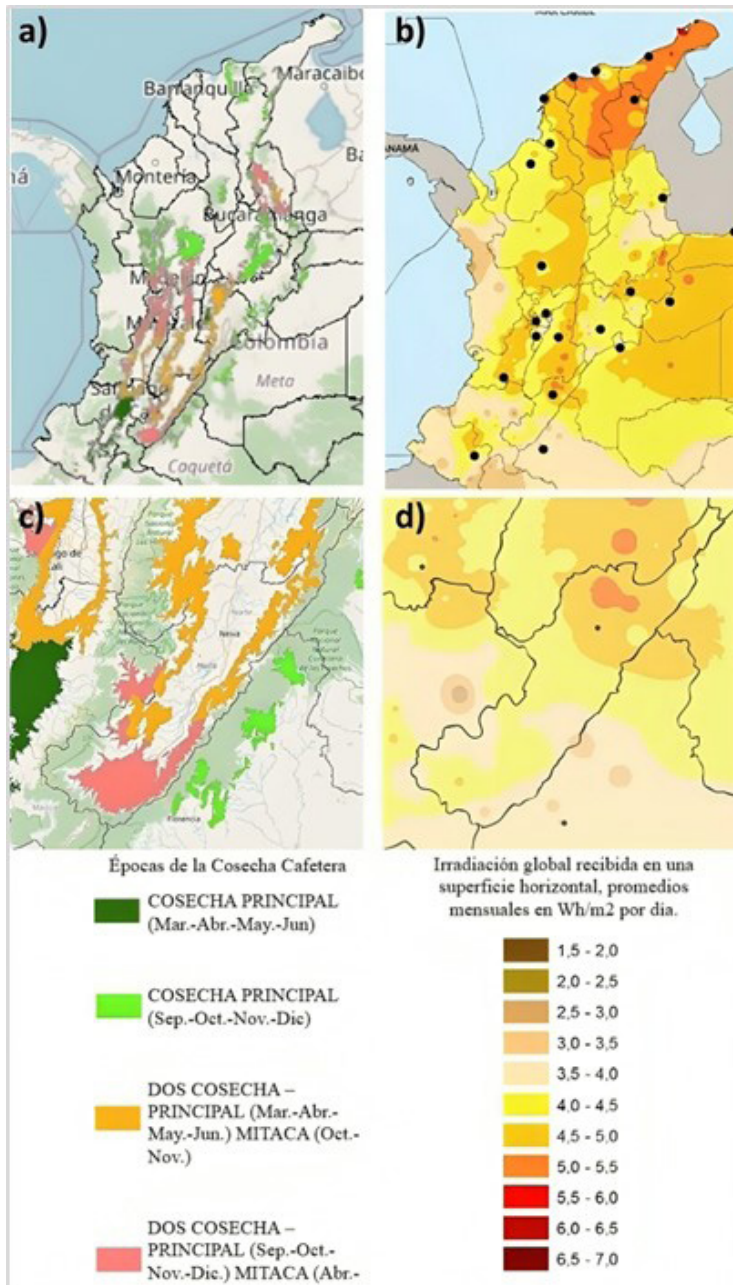 a)
Barranquille
Maracaibo
Montería
Bucaramanga
Colombia
Meta
Caquetá
b)
PANAMÁ
c)
Neiva
Huila
Florencia
d)
Épocas de la Cosecha Cafetera
COSECHA PRINCIPAL
(Mar.-Abr.-May.-Jun)
COSECHA PRINCIPAL
(Sep.-Oct.-Nov.-Dic)
DOS COSECHA –
PRINCIPAL (Mar.-Abr.-
May.-Jun.) MITACA (Oct.-
Nov.)
DOS COSECHA –
PRINCIPAL (Sep.-Oct.-
Nov.-Dic.) MITACA (Abr.-
Irradiación global recibida en una
superficie horizontal, promedios
mensuales en Wh/m2 por dia.
1,5 - 2,0
2,0 - 2,5
2,5 - 3,0
3,0 - 3,5
3,5 - 4,0
4,0 - 4,5
4,5 - 5,0
5,0 - 5,5
5,5 - 6,0
6,0 - 6,5
6,5 - 7,0